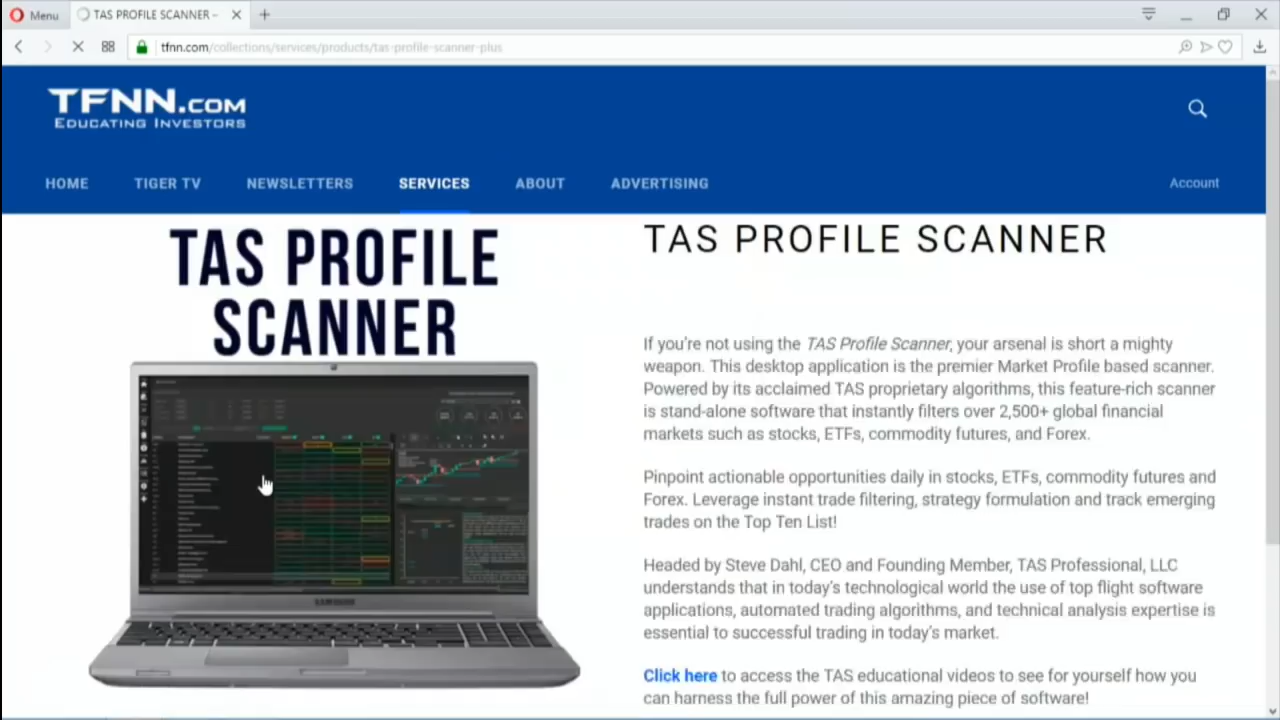 Menu
TAS PROFILE SCANNER –
tfnn.com/collections/services/products/tas-profile-scanner-plus
TFNN.COM
EDUCATING INVESTORS
HOME TIGER TV NEWSLETTERS SERVICES ABOUT ADVERTISING Account
TAS PROFILE
SCANNER
SAMSUNG
TAS PROFILE SCANNER
If you're not using the TAS Profile Scanner, your arsenal is short a mighty
weapon. This desktop application is the premier Market Profile based scanner.
Powered by its acclaimed TAS proprietary algorithms, this feature-rich scanner
is stand-alone software that instantly filters over 2,500+ global financial
markets such as stocks, ETFs, commodity futures, and Forex.
Pinpoint actionable opportunities daily in stocks, ETFs, commodity futures and
Forex. Leverage instant trade filtering, strategy formulation and track emerging
trades on the Top Ten List!
Headed by Steve Dahl, CEO and Founding Member, TAS Professional, LLC
understands that in today's technological world the use of top flight software
applications, automated trading algorithms, and technical analysis expertise is
essential to successful trading in today's market.
Click here to access the TAS educational videos to see for yourself how you
can harness the full power of this amazing piece of software!